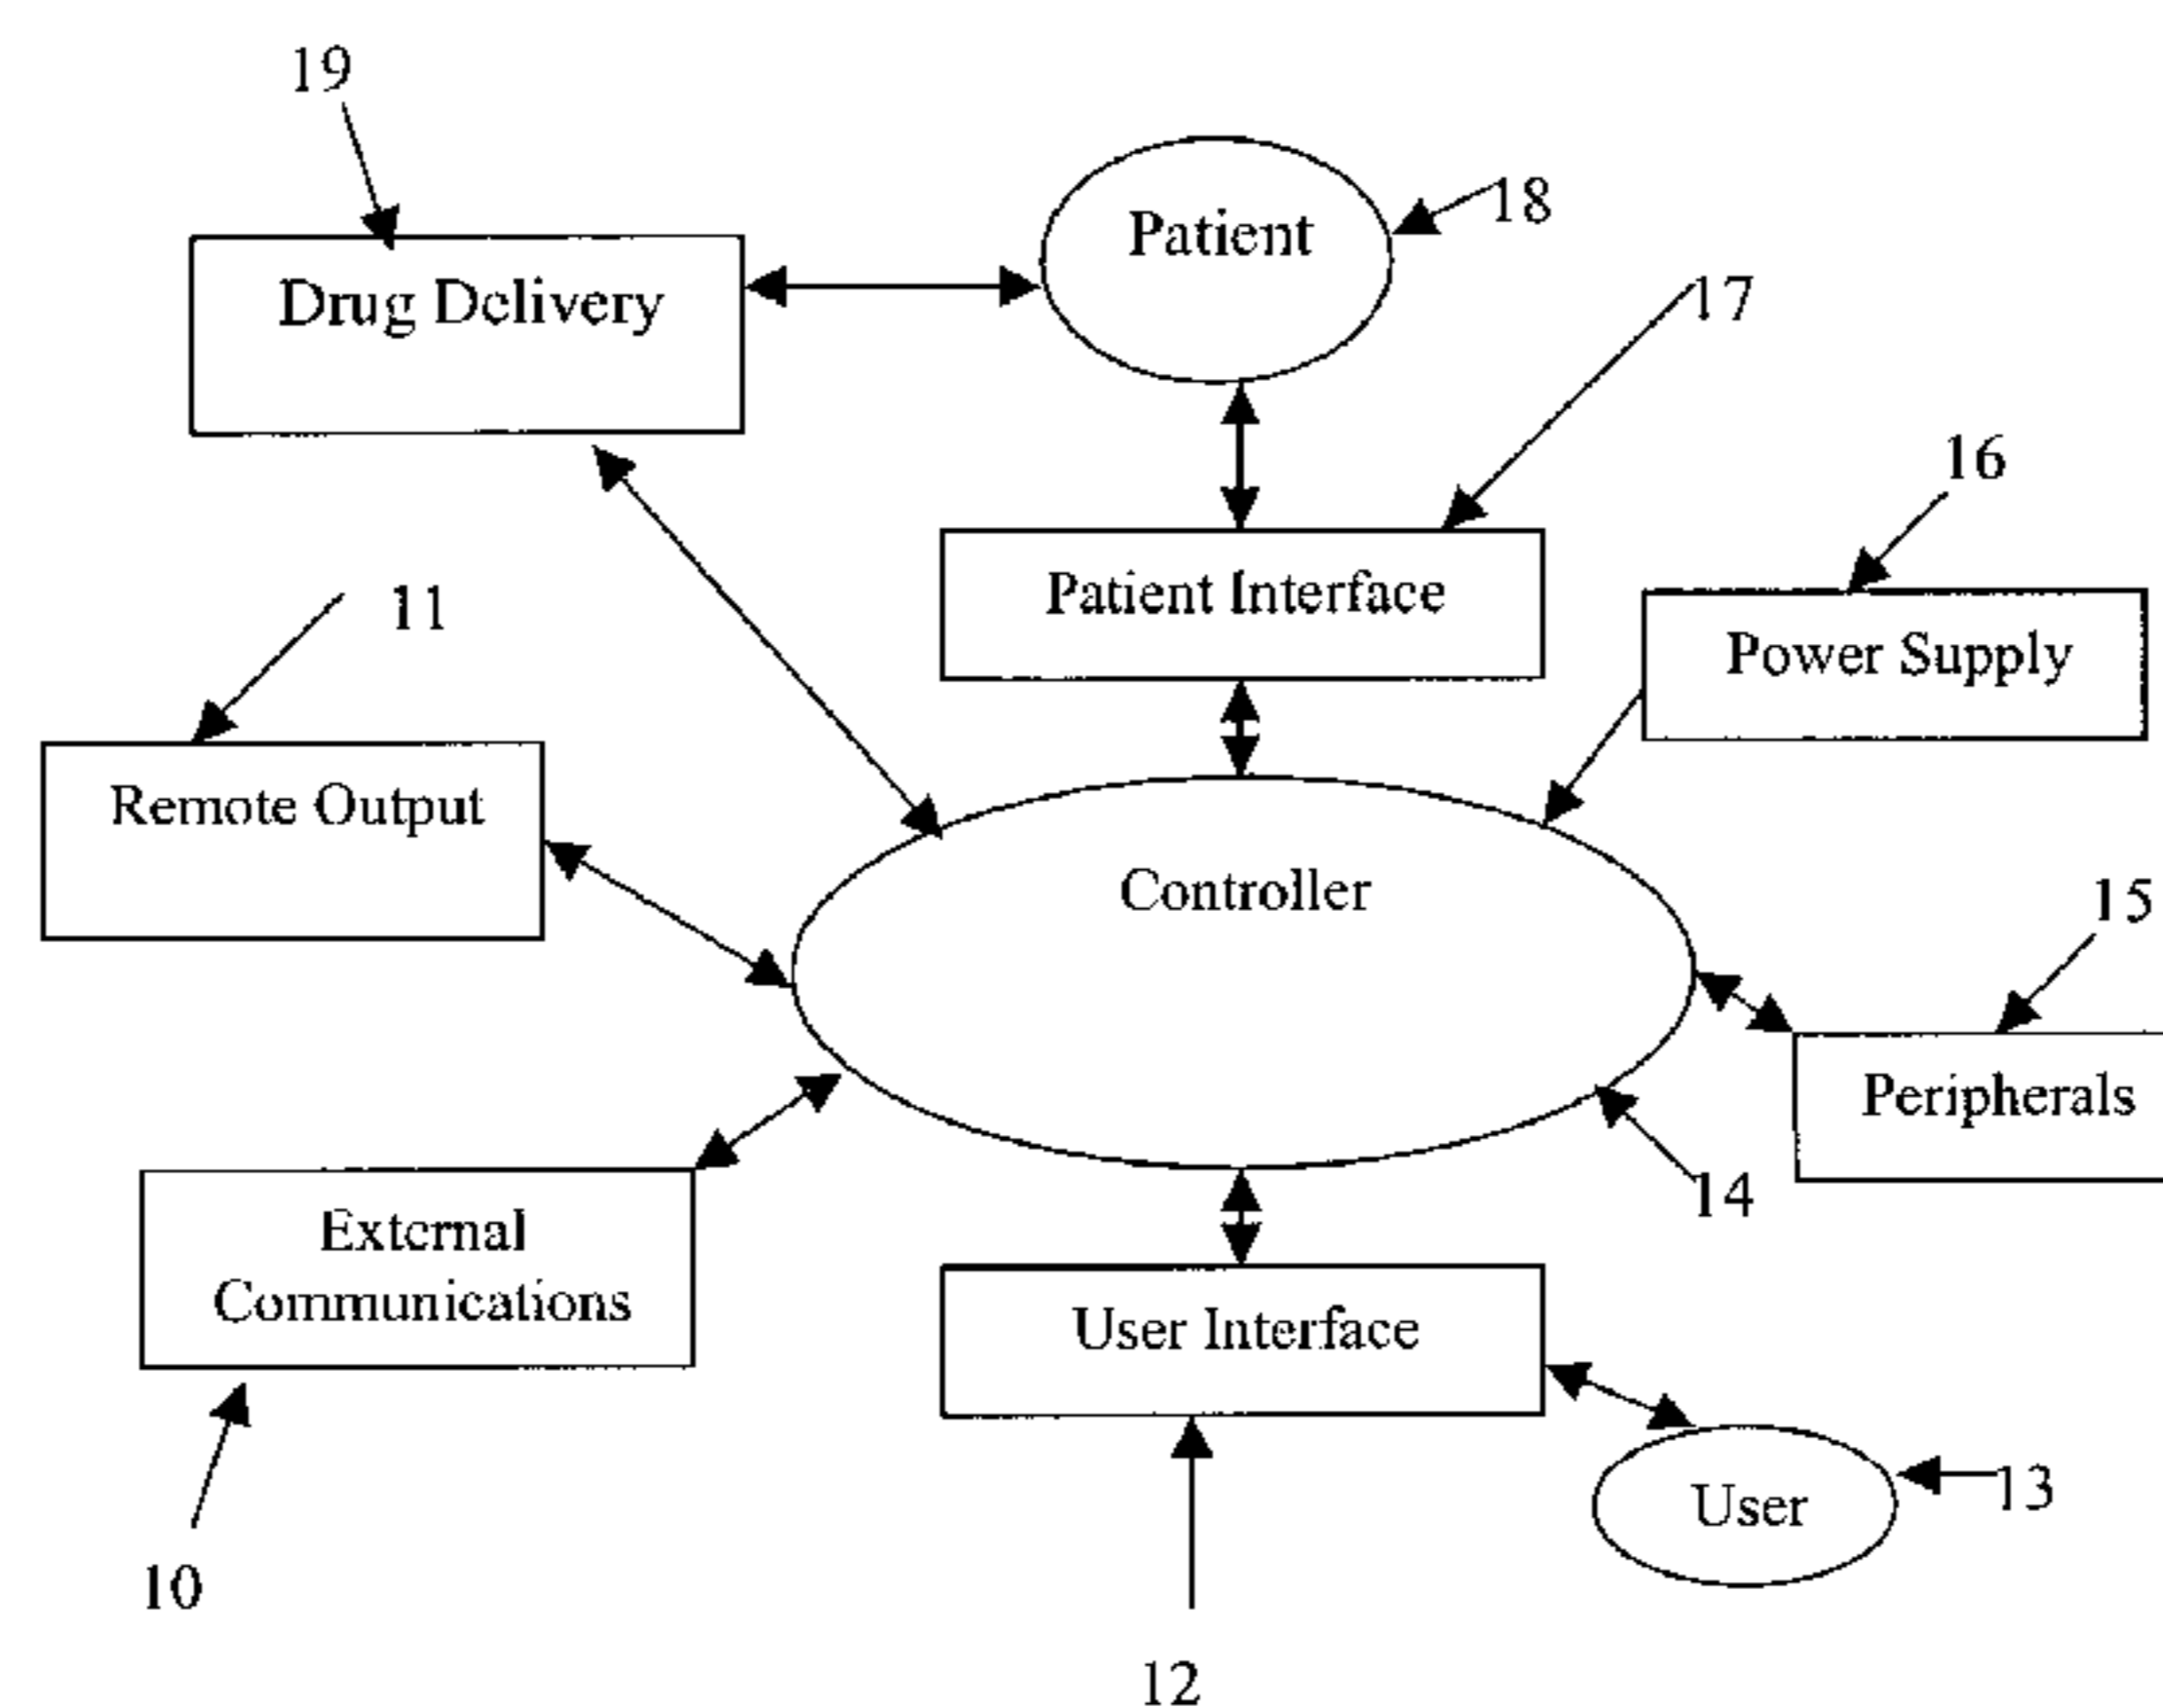 19
Patient
18
Drug Delivery
17
16
Patient Interface
11
Power Supply
Remote Output
Controller
15
Peripherals
14
External
Communications
User Interface
13
User
10
12